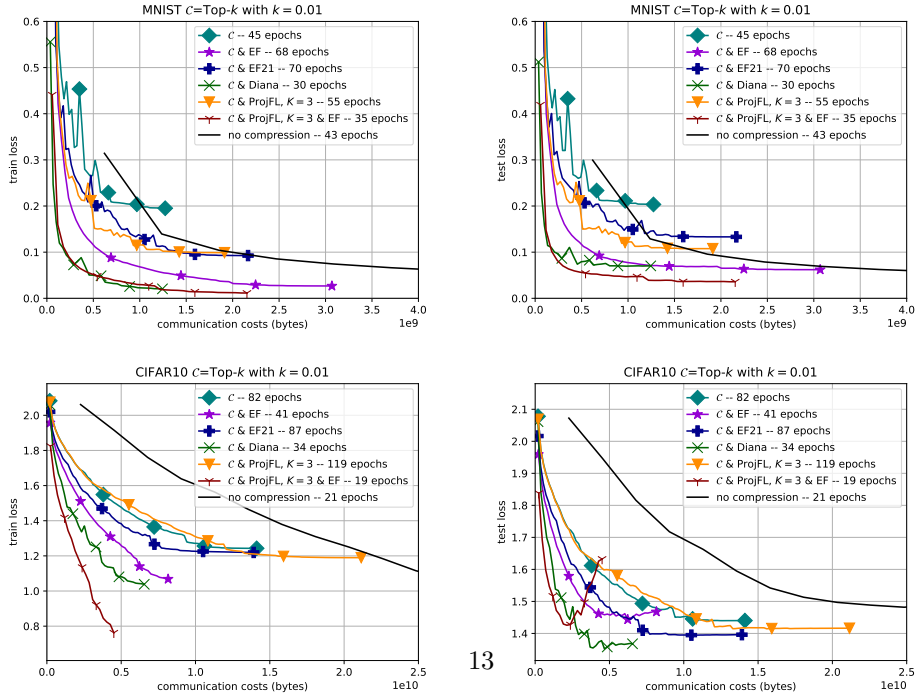 MNIST C=Top-k with k = 0.01
train loss
0.6
0.5
0.4
0.3
0.2
0.1
0.0
0.0 0.5 1.0 1.5 2.0 2.5 3.0 3.5 4.0
1e9
communication costs (bytes)
C -- 45 epochs
C & EF -- 68 epochs
C & EF21 -- 70 epochs
C & Diana -- 30 epochs
C & ProjFL, K = 3 -- 55 epochs
C & ProjFL, K = 3 & EF -- 35 epochs
no compression -- 43 epochs
MNIST C=Top-k with k = 0.01
test loss
0.6
0.5
0.4
0.3
0.2
0.1
0.0
0.0 0.5 1.0 1.5 2.0 2.5 3.0 3.5 4.0
1e9
communication costs (bytes)
C -- 45 epochs
C & EF -- 68 epochs
C & EF21 -- 70 epochs
C & Diana -- 30 epochs
C & ProjFL, K = 3 -- 55 epochs
C & ProjFL, K = 3 & EF -- 35 epochs
no compression -- 43 epochs
CIFAR10 C=Top-k with k = 0.01
train loss
2.0
1.8
1.6
1.4
1.2
1.0
0.8
0.0 0.5 1.0 1.5 2.0 2.5
1e10
communication costs (bytes)
C -- 82 epochs
C & EF -- 41 epochs
C & EF21 -- 87 epochs
C & Diana -- 34 epochs
C & ProjFL, K = 3 -- 119 epochs
C & ProjFL, K = 3 & EF -- 19 epochs
no compression -- 21 epochs
CIFAR10 C=Top-k with k = 0.01
test loss
2.1
2.0
1.9
1.8
1.7
1.6
1.5
1.4
0.0 0.5 1.0 1.5 2.0 2.5
1e10
communication costs (bytes)
C -- 82 epochs
C & EF -- 41 epochs
C & EF21 -- 87 epochs
C & Diana -- 34 epochs
C & ProjFL, K = 3 -- 119 epochs
C & ProjFL, K = 3 & EF -- 19 epochs
no compression -- 21 epochs
13